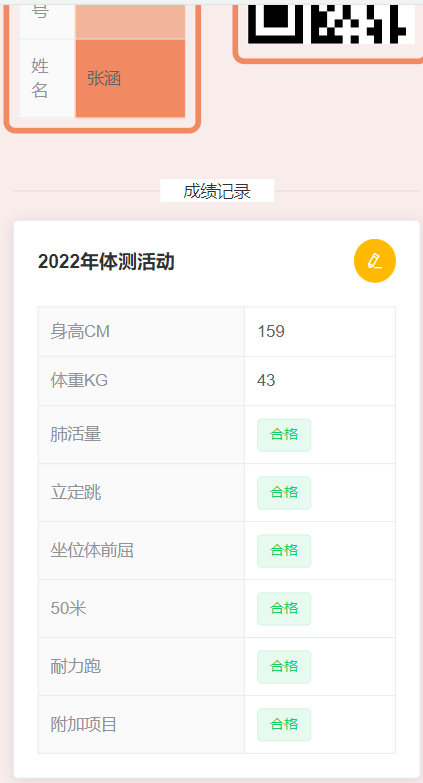 号
姓
名
张涵
成绩记录
2022年体测活动
身高CM 159
体重KG 43
肺活量 合格
立定跳 合格
坐位体前屈 合格
50米 合格
耐力跑 合格
附加项目 合格